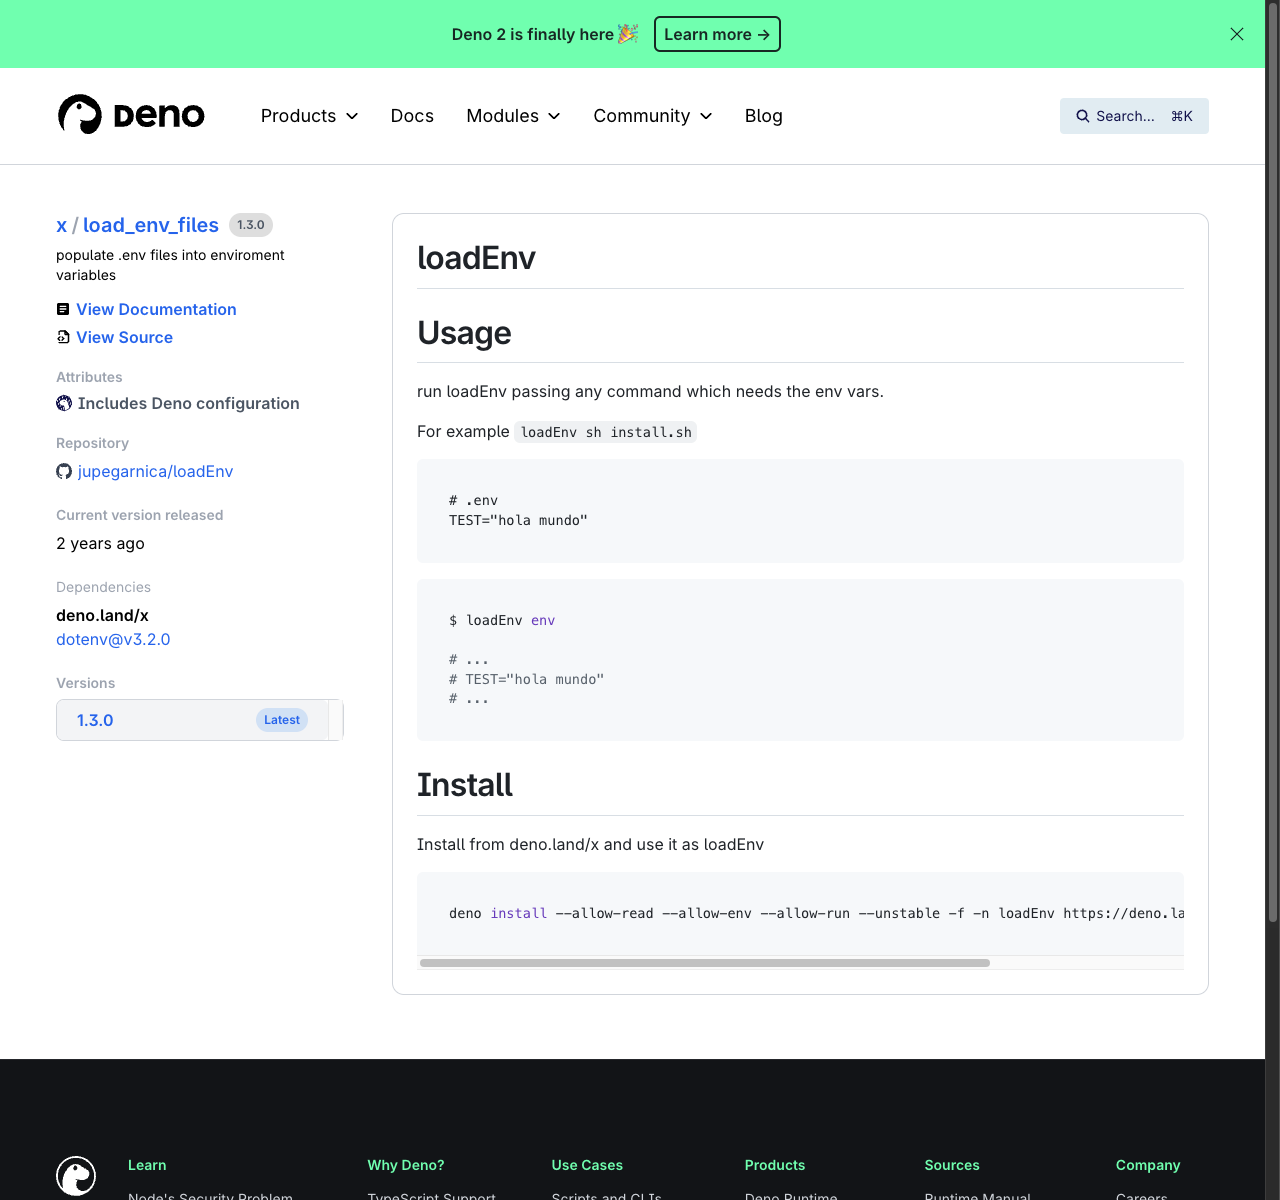 Deno 2 is finally here🎉
Learn more →
Deno
Products
Docs
Modules
Community
Blog
Search...
⌘K
x / load_env_files 1.3.0
populate .env files into enviroment
variables
View Documentation
View Source
Attributes
Includes Deno configuration
Repository
jupegarnica/loadEnv
Current version released
2 years ago
Dependencies
deno.land/x
dotenv@v3.2.0
Versions
1.3.0
Latest
loadEnv
Usage
run loadEnv passing any command which needs the env vars.
For example loadEnv sh install.sh
# .env
TEST="hola mundo"
$ loadEnv env
# ...
# TEST="hola mundo"
# ...
Install
Install from deno.land/x and use it as loadEnv
deno install --allow-read --allow-env --allow-run --unstable -f -n loadEnv https://deno.la
Learn
Why Deno?
Use Cases
Products
Sources
Company
Node's Security Problem
TypeScript Support
Scripts and CLIs
Deno Runtime
Runtime Manual
Careers